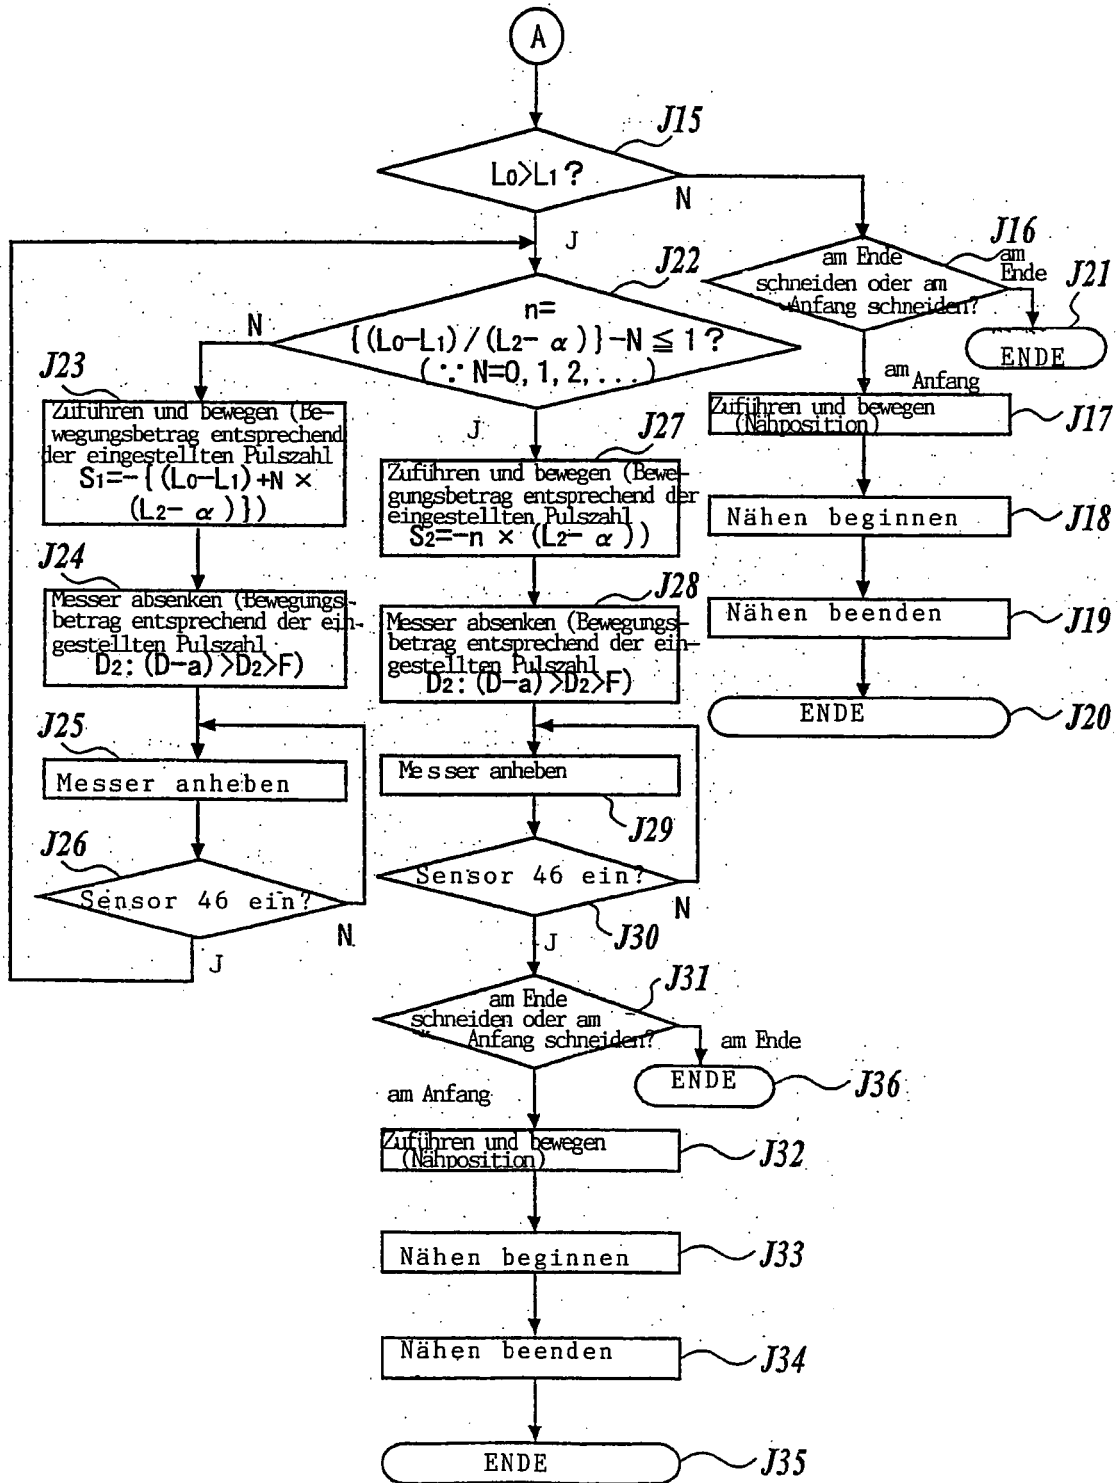 A
J15
L0>L1?
N
J
J16
am Ende
schneiden oder am
Anfang schneiden?
am
Ende
J21
ENDE
am
Anfang
Zuführen und bewegen
(Nähposition)
J17
Nähen beginnen
J18
Nähen beenden
J19
ENDE
J20
J22
n=
{(L0-L1)/(L2-α)}-N≦1?
(∵N=0,1,2,...)
N
J
J23
Zuführen und bewegen (Be-
wegungsbetrag entsprechend
der eingestellten Pulszahl
S1=-{(L0-L1)+N×
(L2-α)})
J24
Messer absenken (Bewegungs-
betrag entsprechend der ein-
gestellten Pulszahl
D2:(D-a)>D2>F)
J25
Messer anheben
J26
Sensor 46 ein?
N
J
J27
Zuführen und bewegen (Bewe-
gungsbetrag entsprechend der
eingestellten Pulszahl
S2=-n×(L2-α))
J28
Messer absenken (Bewegungs-
betrag entsprechend der ein-
gestellten Pulszahl
D2:(D-a)>D2>F)
Messer anheben
J29
Sensor 46 ein?
N
J30
J
J31
am Ende
schneiden oder am
Anfang schneiden?
am Ende
ENDE
J36
am Anfang
Zuführen und bewegen
(Nähposition)
J32
Nähen beginnen
J33
Nähen beenden
J34
ENDE
J35